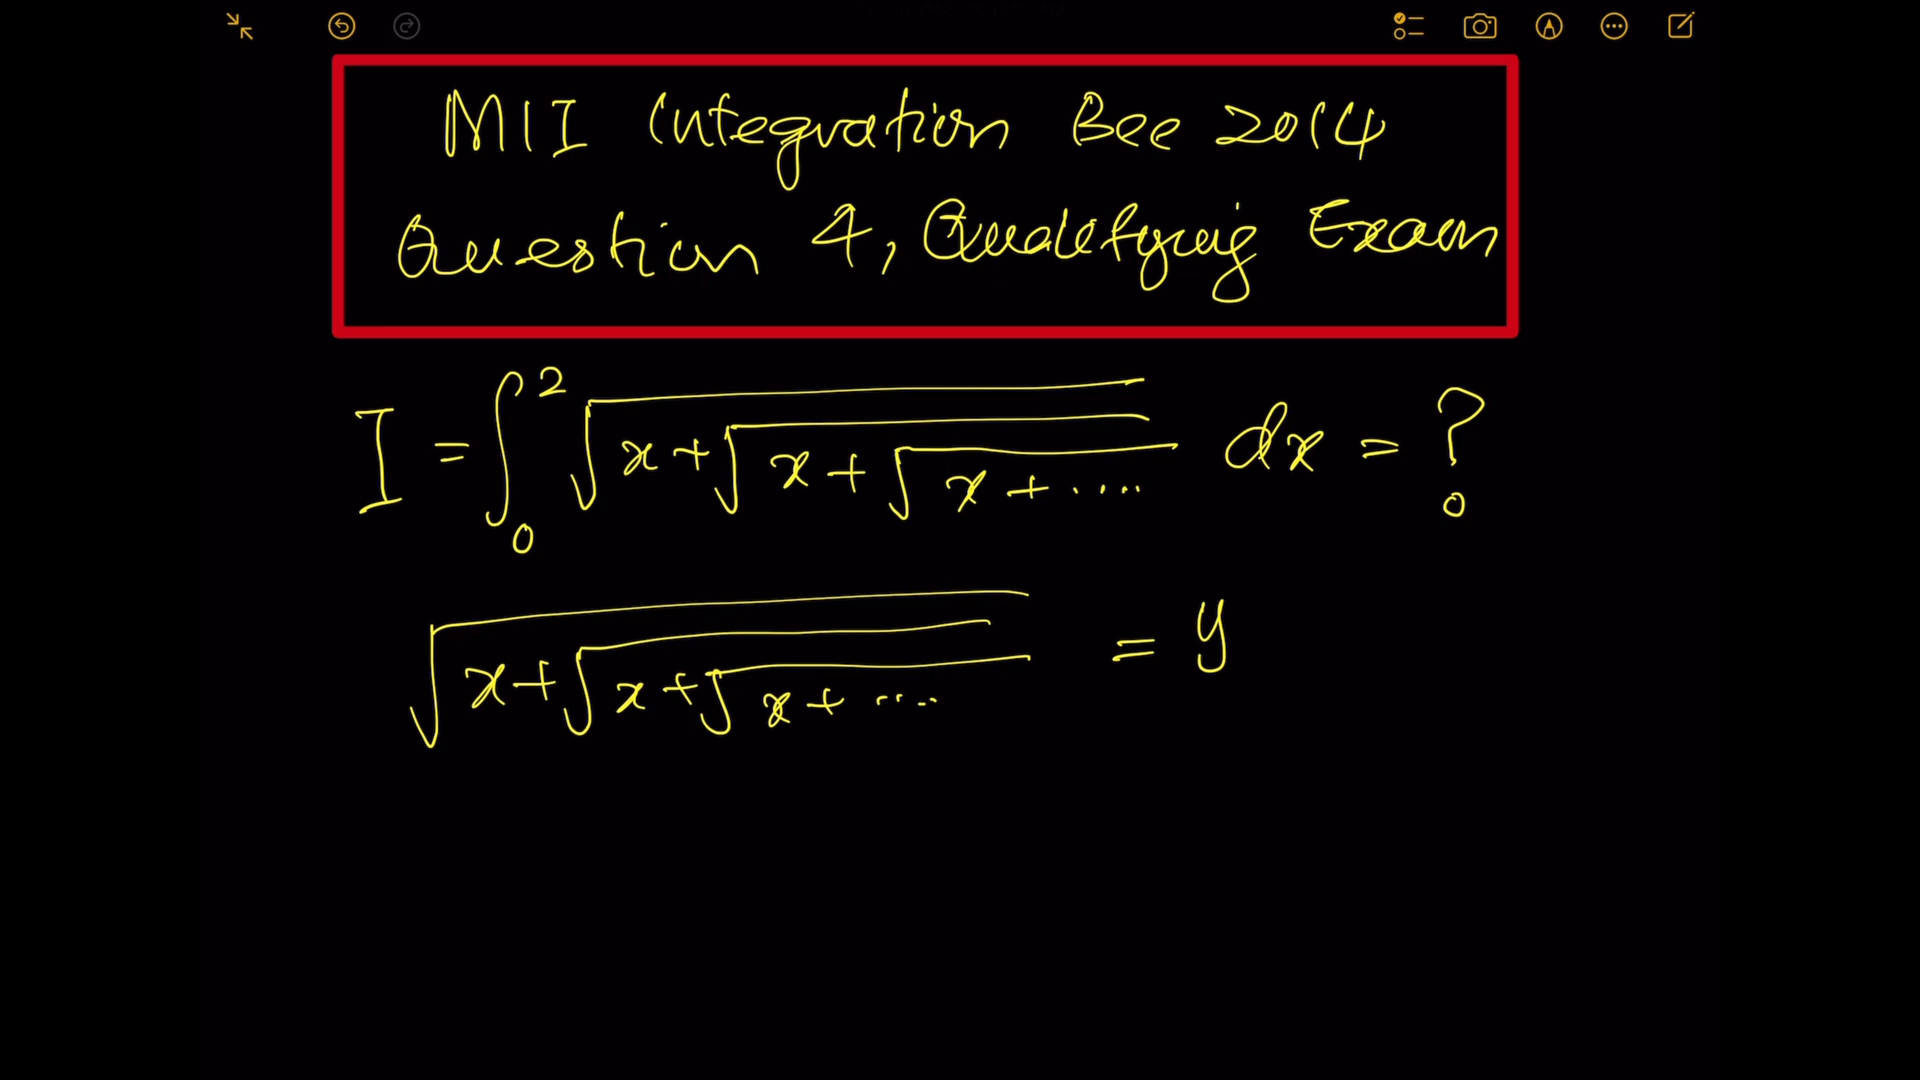 MIT Integration Bee 2014
Question 4, Qualifying Exam
I = ∫₀² √(x+√(x+√(x+....))) dx = ?
√(x+√(x+√(x+....))) = y